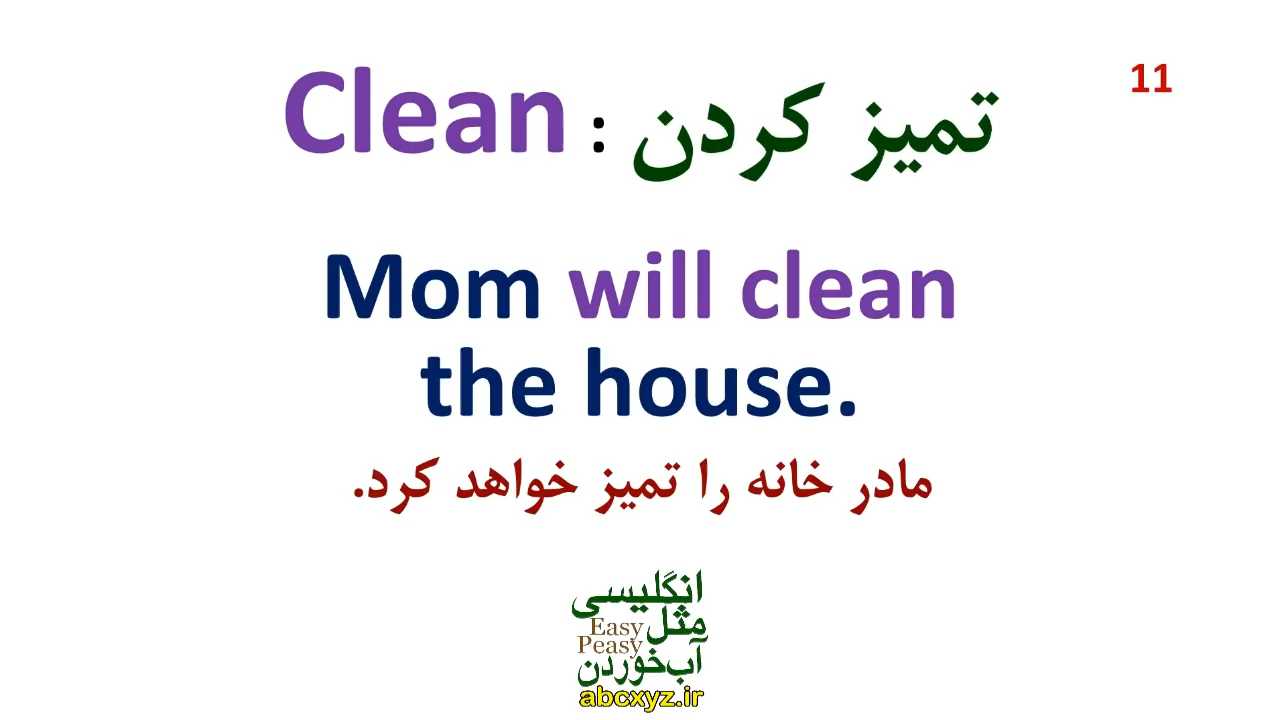 11
Clean : تمیز کردن
Mom will clean
the house.
مادر خانه را تمیز خواهد کرد.
انگلیسی
مثل
Easy
Peasy
آب‌خوردن
abcxyz.ir